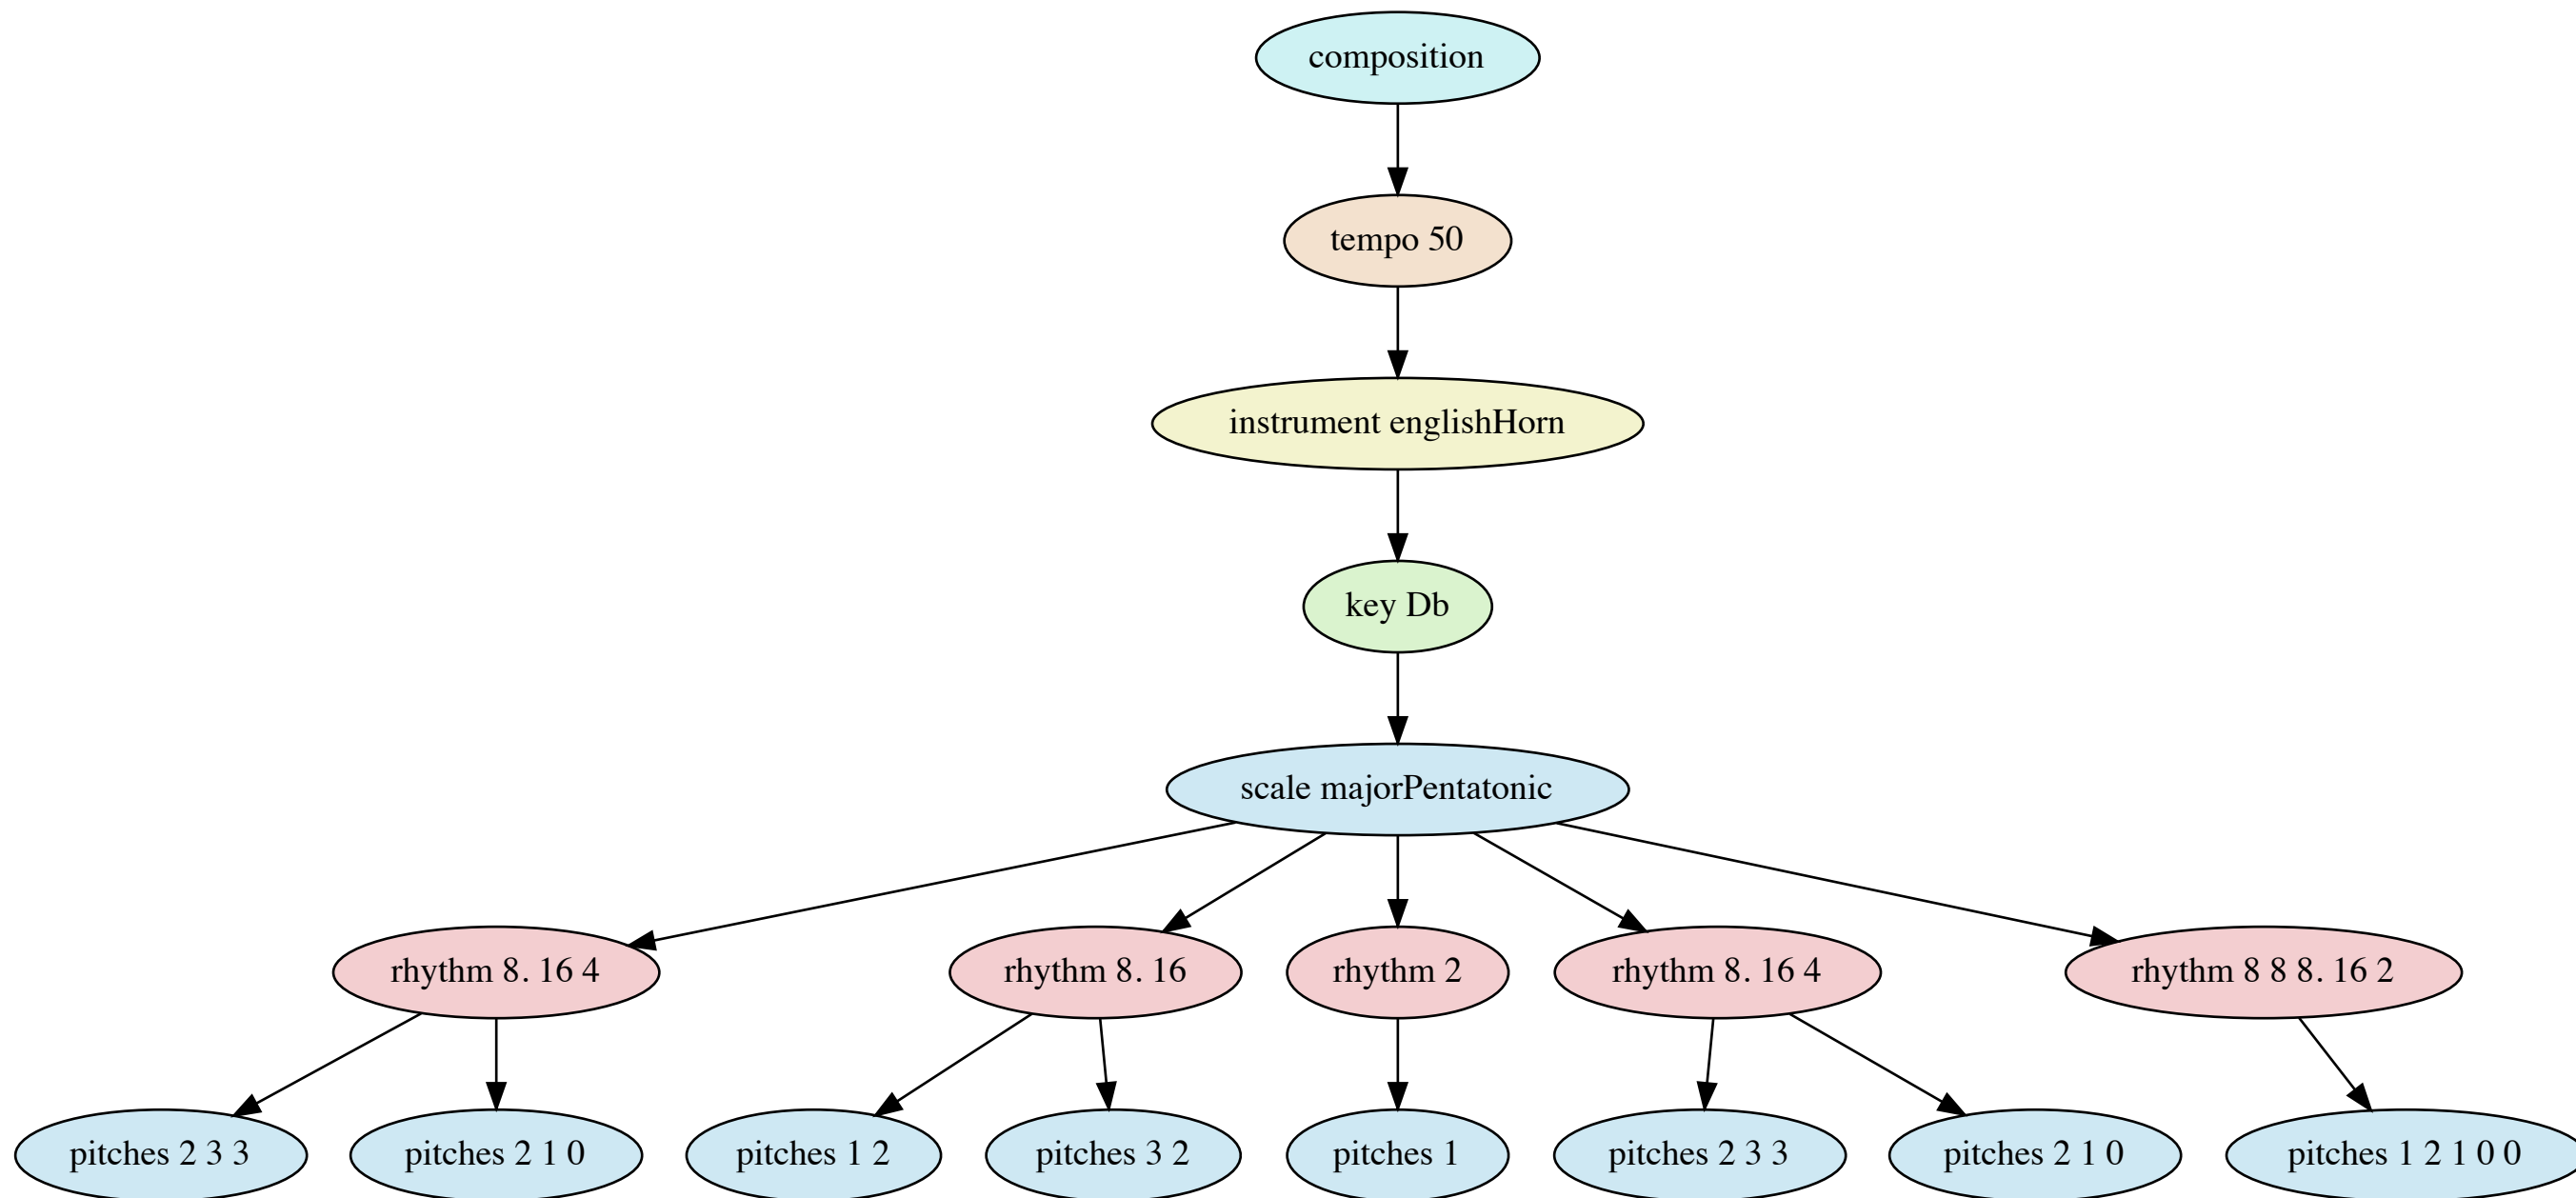 composition
tempo 50
instrument englishHorn
key Db
scale majorPentatonic
rhythm 8. 16 4
rhythm 8. 16
rhythm 2
rhythm 8. 16 4
rhythm 8 8 8. 16 2
pitches 2 3 3
pitches 2 1 0
pitches 1 2
pitches 3 2
pitches 1
pitches 2 3 3
pitches 2 1 0
pitches 1 2 1 0 0